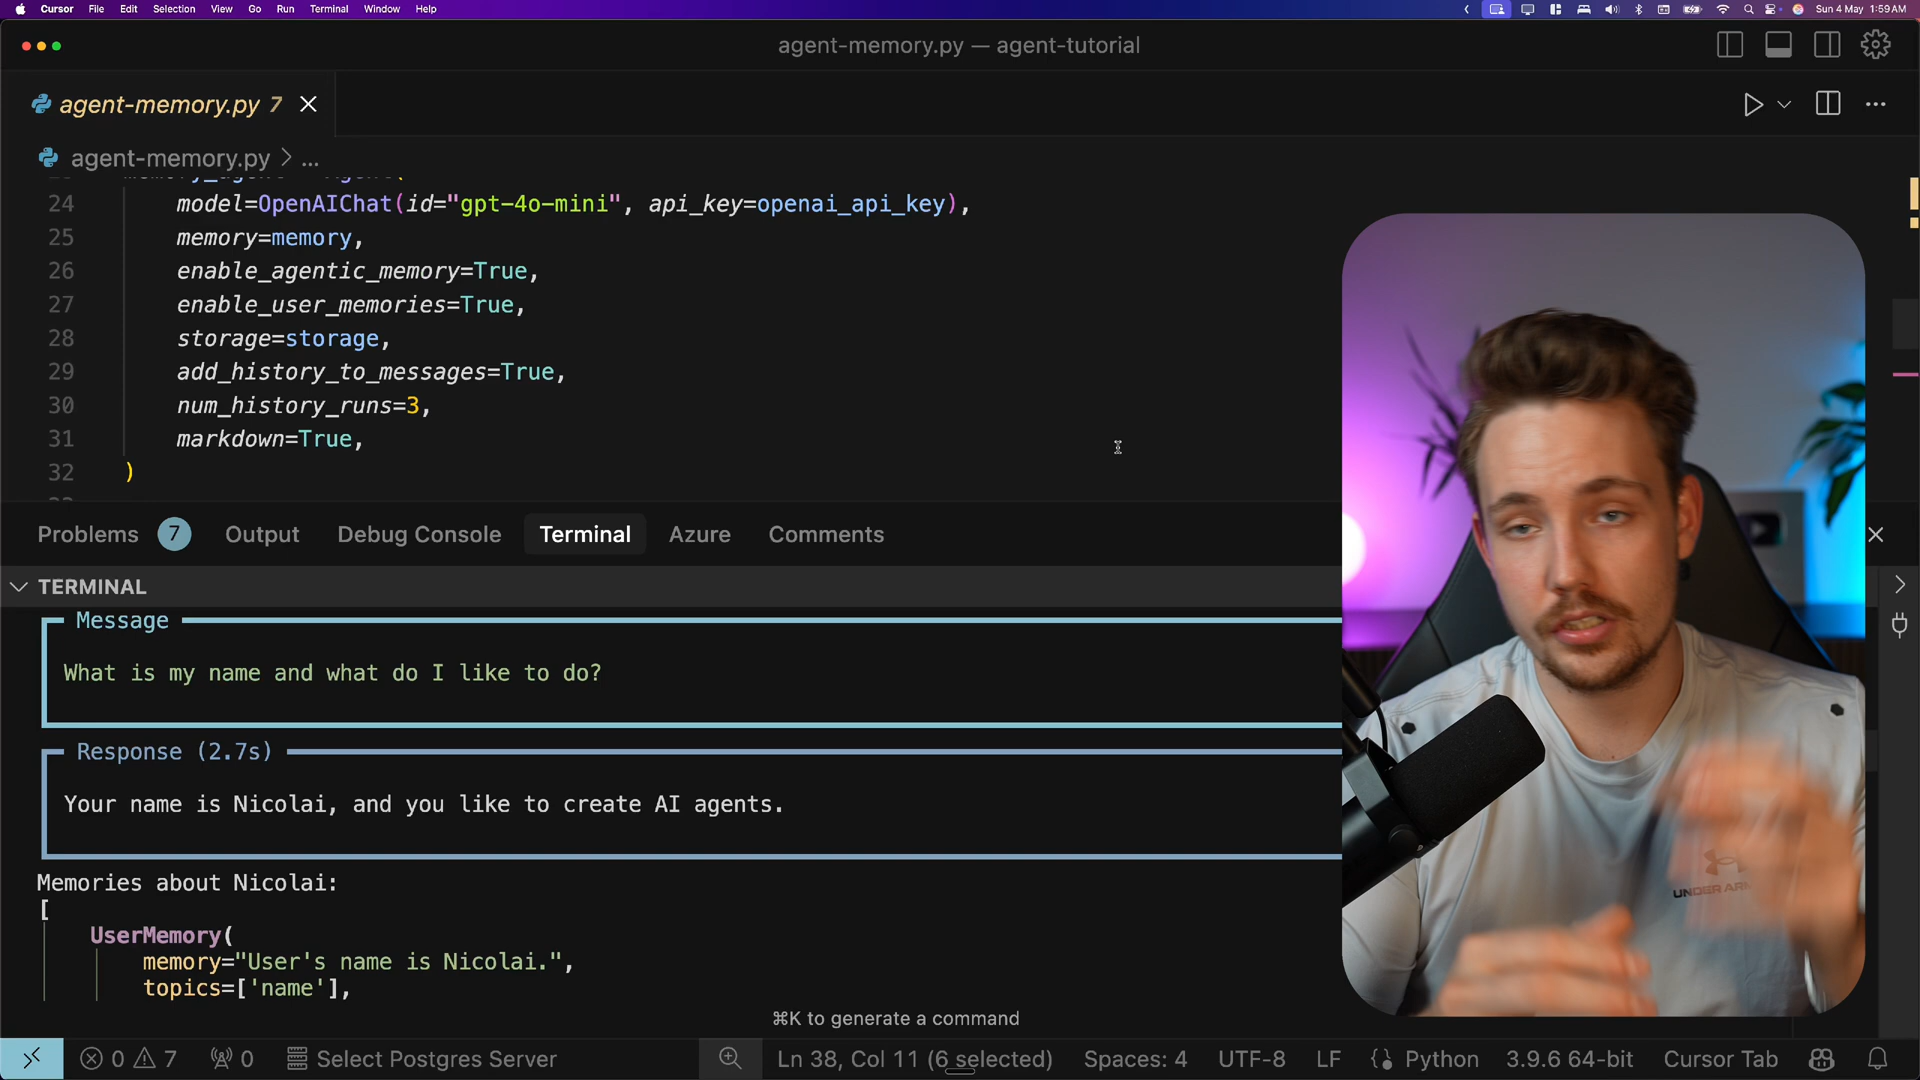 Cursor File Edit Selection View Go Run Terminal Window Help Sun 4 May 1:59 AM
agent-memory.py — agent-tutorial
agent-memory.py 7
agent-memory.py > ...
24 model=OpenAIChat(id="gpt-4o-mini", api_key=openai_api_key),
25 memory=memory,
26 enable_agentic_memory=True,
27 enable_user_memories=True,
28 storage=storage,
29 add_history_to_messages=True,
30 num_history_runs=3,
31 markdown=True,
32 )
Problems 7 Output Debug Console Terminal Azure Comments
TERMINAL
Message
What is my name and what do I like to do?
Response (2.7s)
Your name is Nicolai, and you like to create AI agents.
Memories about Nicolai:
[
UserMemory(
memory="User's name is Nicolai.",
topics=['name'],
UNDER
⌘K to generate a command
0 7 0 Select Postgres Server Ln 38, Col 11 (6 selected) Spaces: 4 UTF-8 LF Python 3.9.6 64-bit Cursor Tab